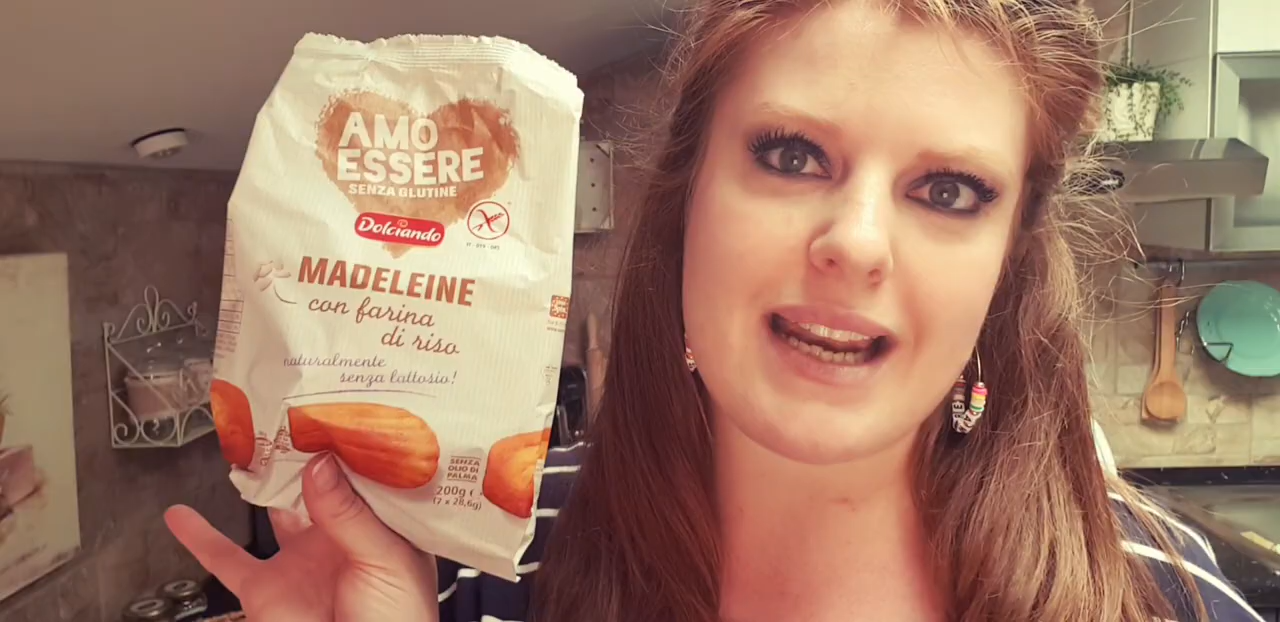 AMO
ESSERE
SENZA GLUTINE
Dolciando
MADELEINE
con farina
di riso
naturalmente
senza lattosio!
SENZA
OLIO DI
PALMA
200g e
(7 x 28,6g)